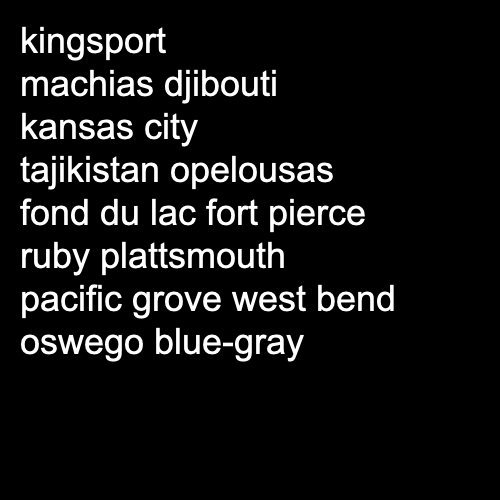 kingsport
machias djibouti
kansas city
tajikistan opelousas
fond du lac fort pierce
ruby plattsmouth
pacific grove west bend
oswego blue-gray